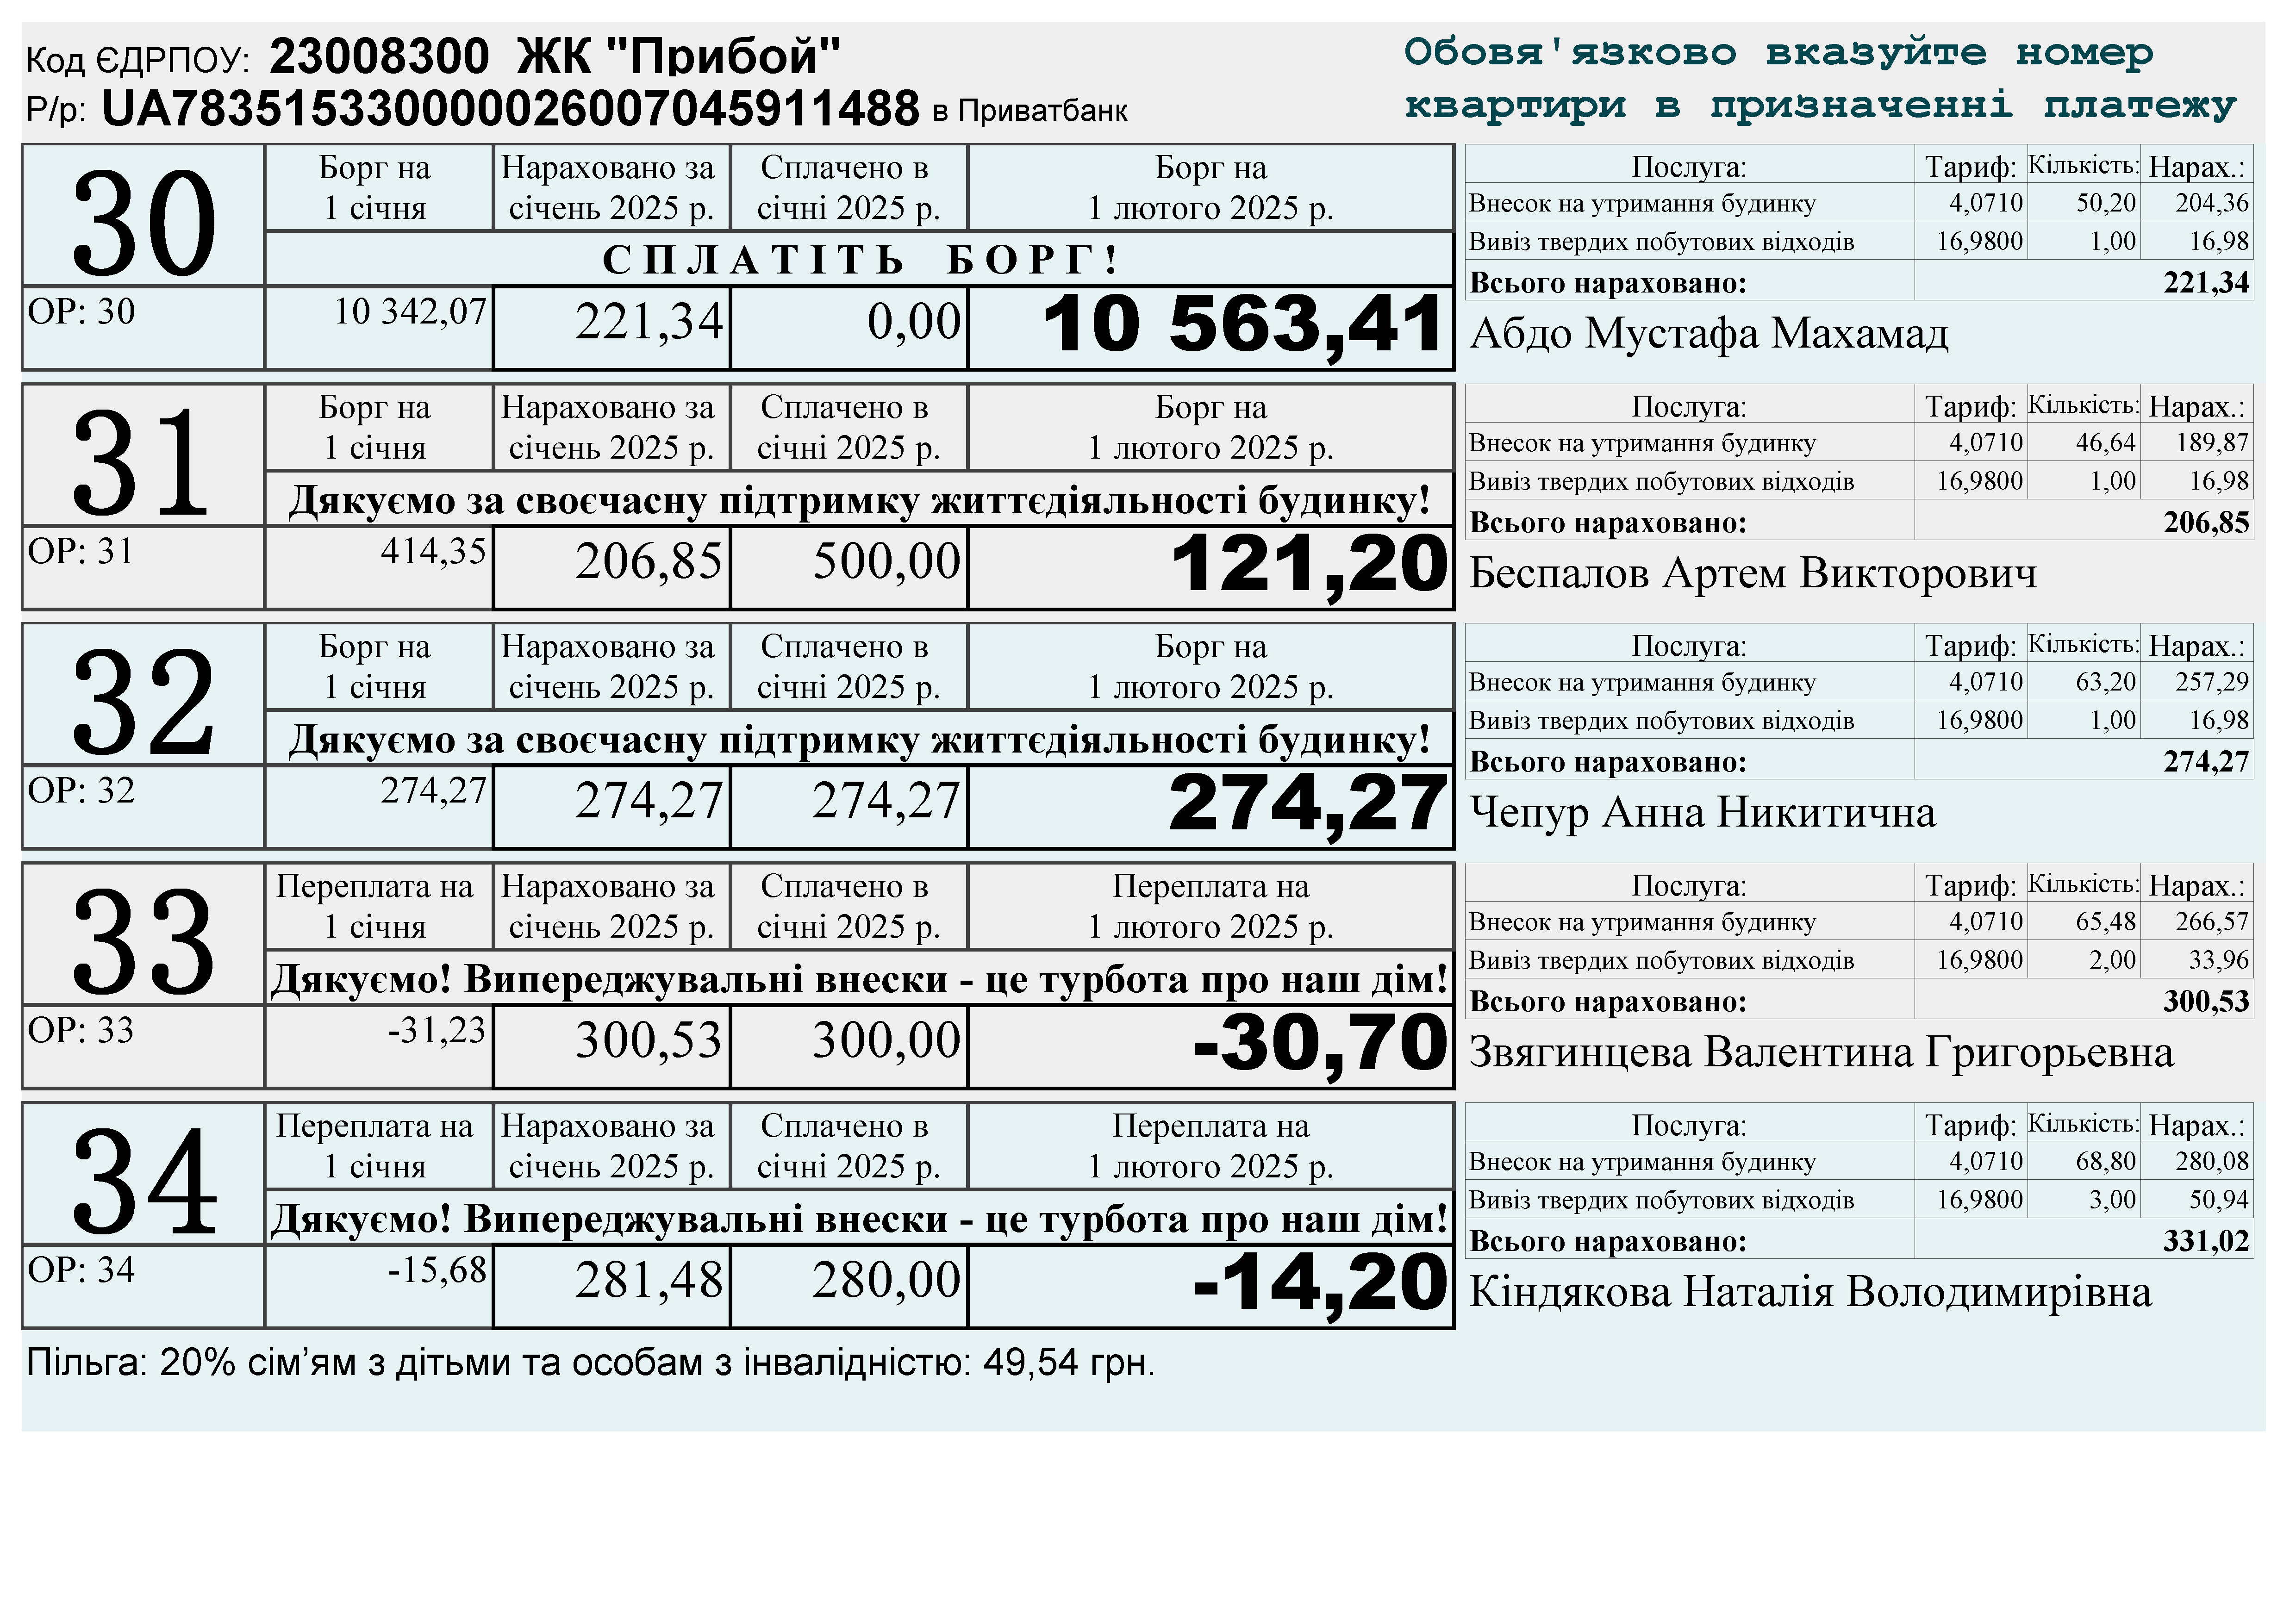 Код ЄДРПОУ: 23008300 ЖК "Прибой"
Р/р: UA783515330000026007045911488 в Приватбанк
Обовя'язково вказуйте номер
квартири в призначенні платежу
30
Борг на
1 січня
Нараховано за
січень 2025 р.
Сплачено в
січні 2025 р.
Борг на
1 лютого 2025 р.
СПЛАТІТЬ БОРГ!
ОР: 30 10 342,07 221,34 0,00 10 563,41
Послуга: Тариф: Кількість: Нарах.:
Внесок на утримання будинку 4,0710 50,20 204,36
Вивіз твердих побутових відходів 16,9800 1,00 16,98
Всього нараховано: 221,34
Абдо Мустафа Махамад
31
Борг на
1 січня
Нараховано за
січень 2025 р.
Сплачено в
січні 2025 р.
Борг на
1 лютого 2025 р.
Дякуємо за своєчасну підтримку життєдіяльності будинку!
ОР: 31 414,35 206,85 500,00 121,20
Послуга: Тариф: Кількість: Нарах.:
Внесок на утримання будинку 4,0710 46,64 189,87
Вивіз твердих побутових відходів 16,9800 1,00 16,98
Всього нараховано: 206,85
Беспалов Артем Викторович
32
Борг на
1 січня
Нараховано за
січень 2025 р.
Сплачено в
січні 2025 р.
Борг на
1 лютого 2025 р.
Дякуємо за своєчасну підтримку життєдіяльності будинку!
ОР: 32 274,27 274,27 274,27 274,27
Послуга: Тариф: Кількість: Нарах.:
Внесок на утримання будинку 4,0710 63,20 257,29
Вивіз твердих побутових відходів 16,9800 1,00 16,98
Всього нараховано: 274,27
Чепур Анна Никитична
33
Переплата на
1 січня
Нараховано за
січень 2025 р.
Сплачено в
січні 2025 р.
Переплата на
1 лютого 2025 р.
Дякуємо! Випереджувальні внески - це турбота про наш дім!
ОР: 33 -31,23 300,53 300,00 -30,70
Послуга: Тариф: Кількість: Нарах.:
Внесок на утримання будинку 4,0710 65,48 266,57
Вивіз твердих побутових відходів 16,9800 2,00 33,96
Всього нараховано: 300,53
Звягинцева Валентина Григорьевна
34
Переплата на
1 січня
Нараховано за
січень 2025 р.
Сплачено в
січні 2025 р.
Переплата на
1 лютого 2025 р.
Дякуємо! Випереджувальні внески - це турбота про наш дім!
ОР: 34 -15,68 281,48 280,00 -14,20
Послуга: Тариф: Кількість: Нарах.:
Внесок на утримання будинку 4,0710 68,80 280,08
Вивіз твердих побутових відходів 16,9800 3,00 50,94
Всього нараховано: 331,02
Кіндякова Наталія Володимирівна
Пільга: 20% сім’ям з дітьми та особам з інвалідністю: 49,54 грн.